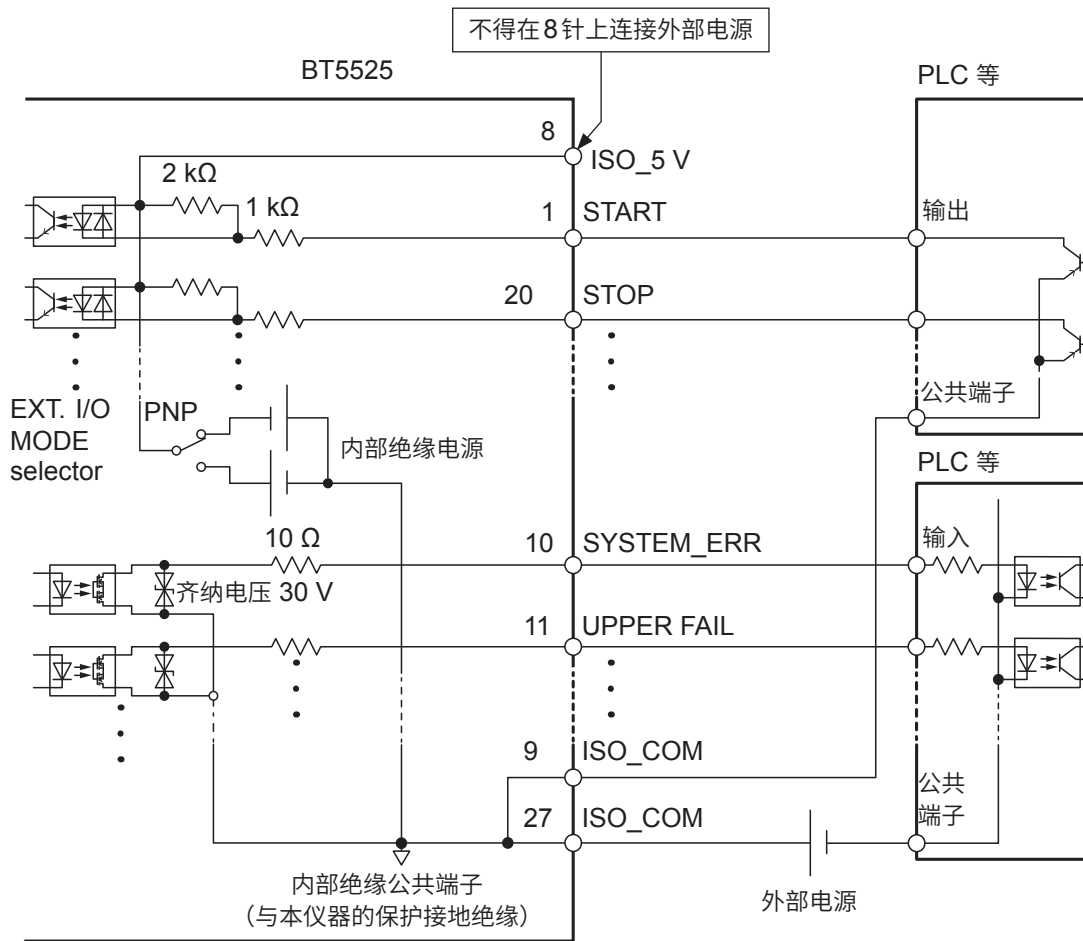 不得在8针上连接外部电源
BT5525
PLC 等
8
ISO_5 V
2 kΩ
1 kΩ
1
START
输出
20
STOP
公共端子
EXT. I/O
MODE
selector
PNP
内部绝缘电源
PLC 等
10 Ω
10
SYSTEM_ERR
输入
齐纳电压 30 V
11
UPPER FAIL
9
ISO_COM
公共
端子
27
ISO_COM
内部绝缘公共端子
（与本仪器的保护接地绝缘）
外部电源